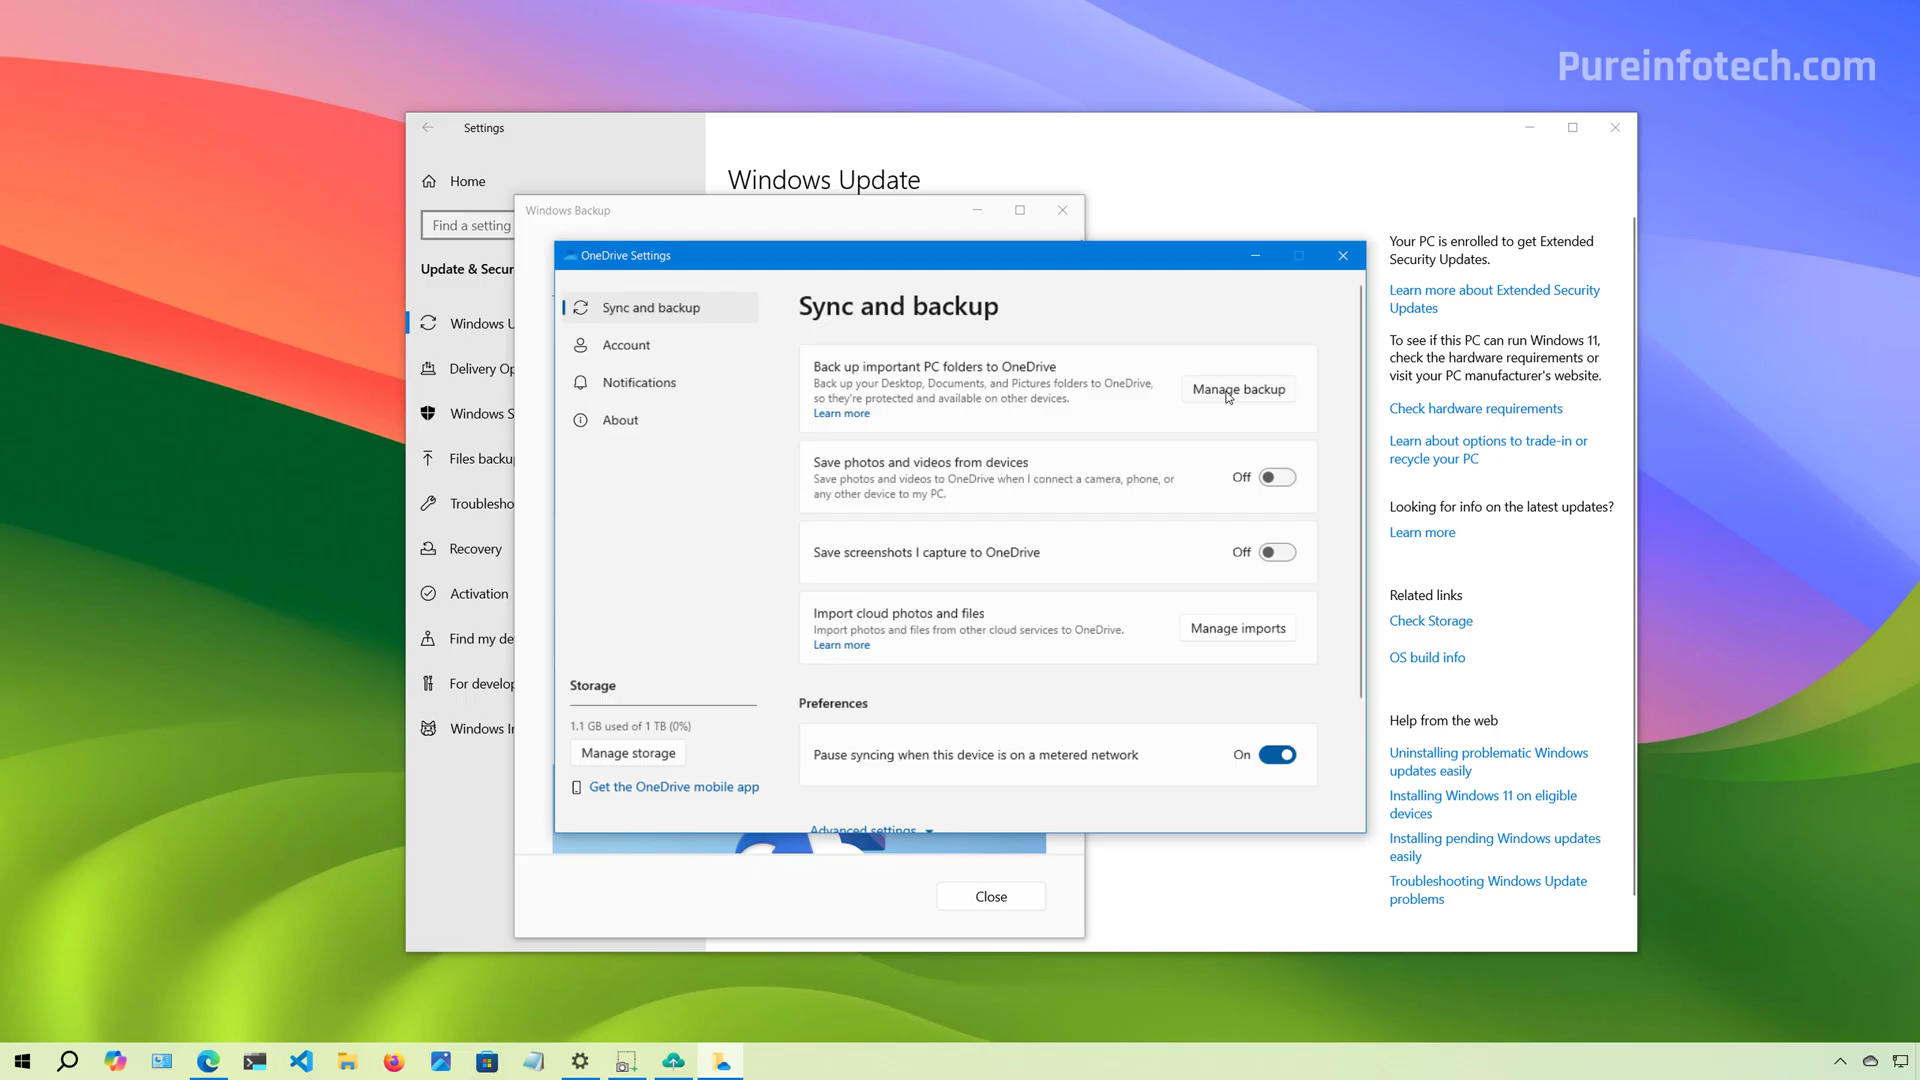 Pureinfotech.com
Settings
Home
Find a setting
Update & Secur
Windows U
Delivery Op
Windows S
Files backu
Troublesho
Recovery
Activation
Find my de
For develop
Windows In
Windows Update
Windows Backup
OneDrive Settings
Sync and backup
Account
Notifications
About
Storage
1.1 GB used of 1 TB (0%)
Manage storage
Get the OneDrive mobile app
Sync and backup
Back up important PC folders to OneDrive
Back up your Desktop, Documents, and Pictures folders to OneDrive,
so they're protected and available on other devices.
Learn more
Manage backup
Save photos and videos from devices
Save photos and videos to OneDrive when I connect a camera, phone, or
any other device to my PC.
Off
Save screenshots I capture to OneDrive
Off
Import cloud photos and files
Import photos and files from other cloud services to OneDrive.
Learn more
Manage imports
Preferences
Pause syncing when this device is on a metered network
On
Advanced settings
Close
Your PC is enrolled to get Extended
Security Updates.
Learn more about Extended Security
Updates
To see if this PC can run Windows 11,
check the hardware requirements or
visit your PC manufacturer's website.
Check hardware requirements
Learn about options to trade-in or
recycle your PC
Looking for info on the latest updates?
Learn more
Related links
Check Storage
OS build info
Help from the web
Uninstalling problematic Windows
updates easily
Installing Windows 11 on eligible
devices
Installing pending Windows updates
easily
Troubleshooting Windows Update
problems